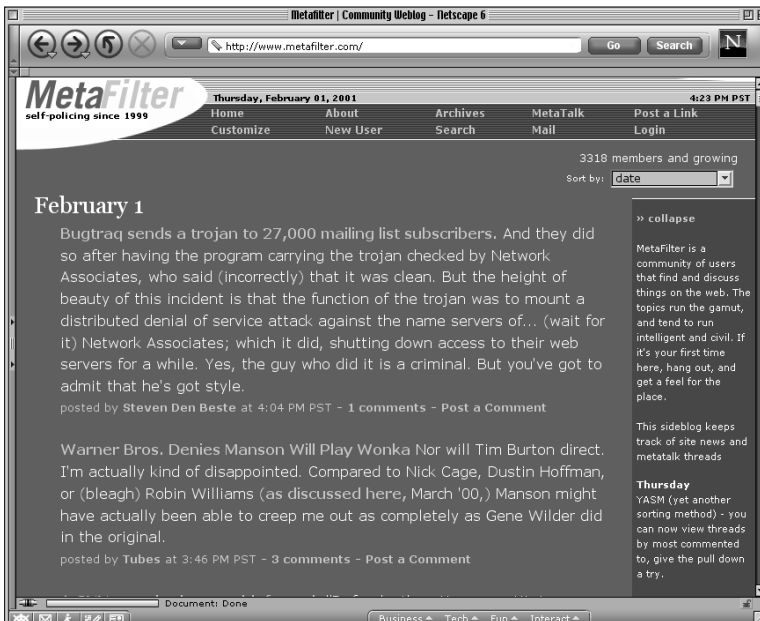 Metafilter | Community Weblog – Netscape 6
http://www.metafilter.com/
Go
Search
N
MetaFilter
self-policing since 1999
Thursday, February 01, 2001
4:23 PM PST
Home About Archives MetaTalk Post a Link
Customize New User Search Mail Login
3318 members and growing
Sort by: date
February 1
Bugtraq sends a trojan to 27,000 mailing list subscribers. And they did
so after having the program carrying the trojan checked by Network
Associates, who said (incorrectly) that it was clean. But the height of
beauty of this incident is that the function of the trojan was to mount a
distributed denial of service attack against the name servers of... (wait for
it) Network Associates; which it did, shutting down access to their web
servers for a while. Yes, the guy who did it is a criminal. But you've got to
admit that he's got style.
posted by Steven Den Beste at 4:04 PM PST - 1 comments - Post a Comment
Warner Bros. Denies Manson Will Play Wonka Nor will Tim Burton direct.
I'm actually kind of disappointed. Compared to Nick Cage, Dustin Hoffman,
or (bleagh) Robin Williams (as discussed here, March '00,) Manson might
have actually been able to creep me out as completely as Gene Wilder did
in the original.
posted by Tubes at 3:46 PM PST - 3 comments - Post a Comment
» collapse
MetaFilter is a
community of users
that find and discuss
things on the web. The
topics run the gamut,
and tend to run
intelligent and civil. If
it's your first time
here, hang out, and
get a feel for the
place.
This sideblog keeps
track of site news and
metatalk threads
Thursday
YASM (yet another
sorting method) - you
can now view threads
by most commented
to, give the pull down
a try.
Document: Done
Business Tech Fun Interact